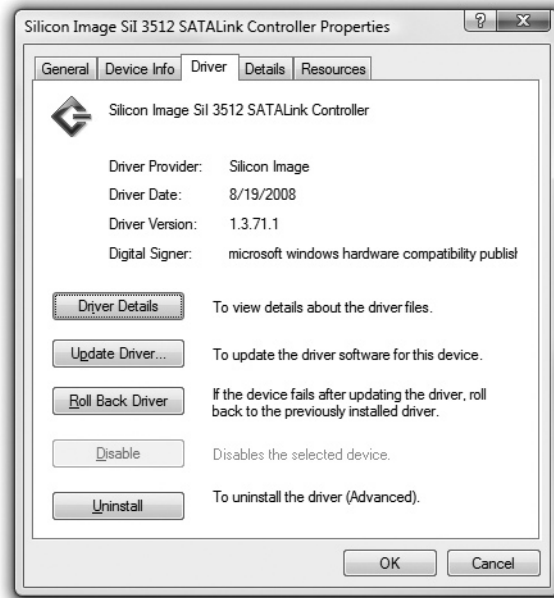 Silicon Image SiI 3512 SATALink Controller Properties
General Device Info Driver Details Resources
Silicon Image SiI 3512 SATALink Controller
Driver Provider: Silicon Image
Driver Date: 8/19/2008
Driver Version: 1.3.71.1
Digital Signer: microsoft windows hardware compatibility publish
Driver Details To view details about the driver files.
Update Driver... To update the driver software for this device.
Roll Back Driver If the device fails after updating the driver, roll
back to the previously installed driver.
Disable Disables the selected device.
Uninstall To uninstall the driver (Advanced).
OK Cancel